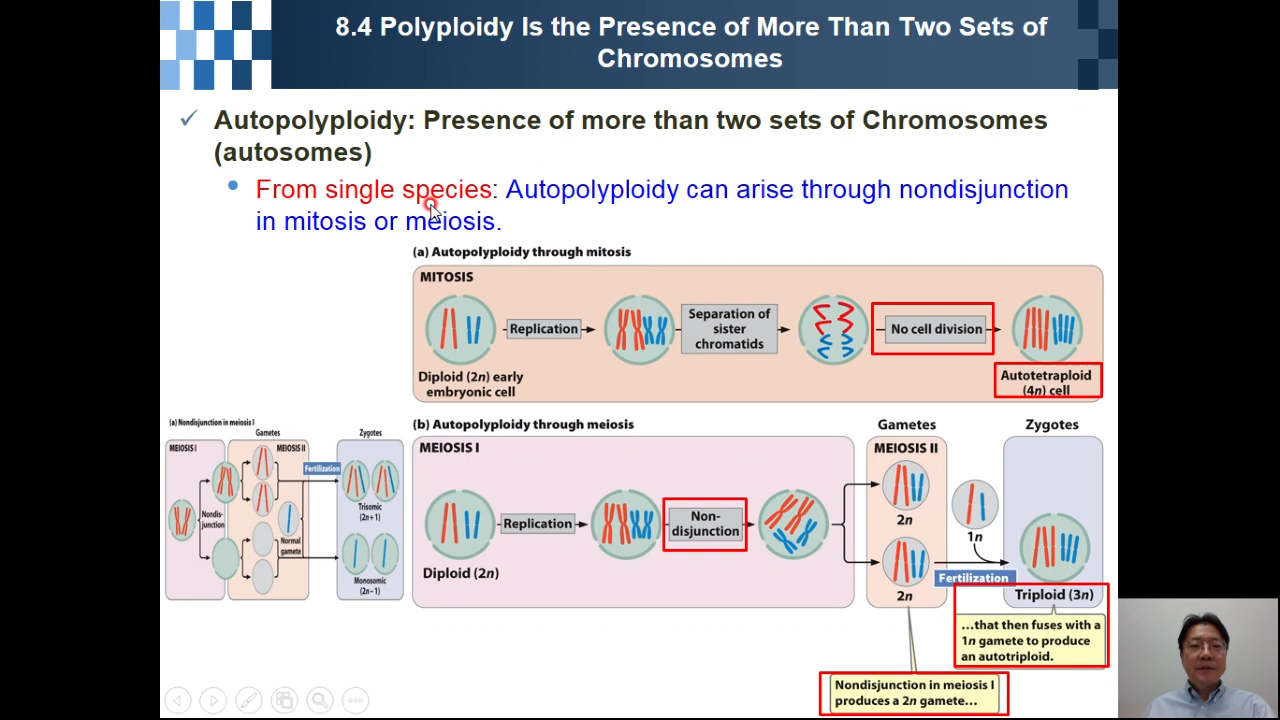 8.4 Polyploidy Is the Presence of More Than Two Sets of
Chromosomes
Autopolyploidy: Presence of more than two sets of Chromosomes
(autosomes)
From single species: Autopolyploidy can arise through nondisjunction
in mitosis or meiosis.
(a) Autopolyploidy through mitosis
MITOSIS
Diploid (2n) early
embryonic cell
Replication
Separation of
sister
chromatids
No cell division
Autotetraploid
(4n) cell
(a) Nondisjunction in meiosis I
Gametes
Zygotes
MEIOSIS I
MEIOSIS II
Fertilization
Nondis-
junction
Normal
gamete
Trisomic
(2n+1)
Monosomic
(2n−1)
(b) Autopolyploidy through meiosis
Gametes
Zygotes
MEIOSIS I
MEIOSIS II
Diploid (2n)
Replication
Non-
disjunction
2n
2n
1n
Fertilization
Triploid (3n)
...that then fuses with a
1n gamete to produce
an autotriploid.
Nondisjunction in meiosis I
produces a 2n gamete...